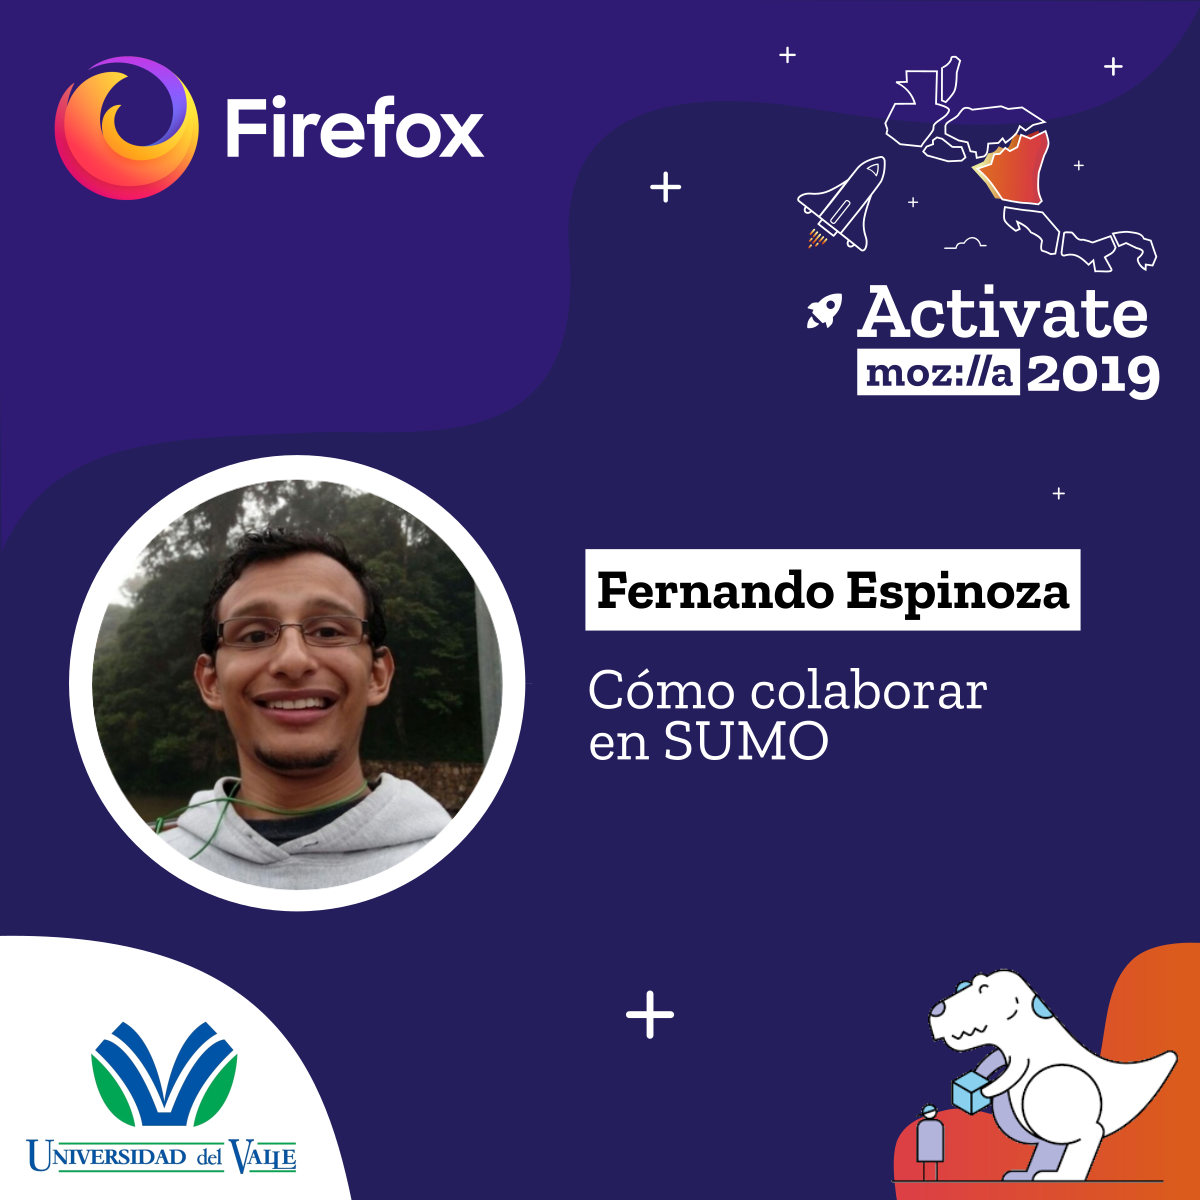 Firefox
Activate
moz://a 2019
Fernando Espinoza
Cómo colaborar
en SUMO
UNIVERSIDAD del VALLE